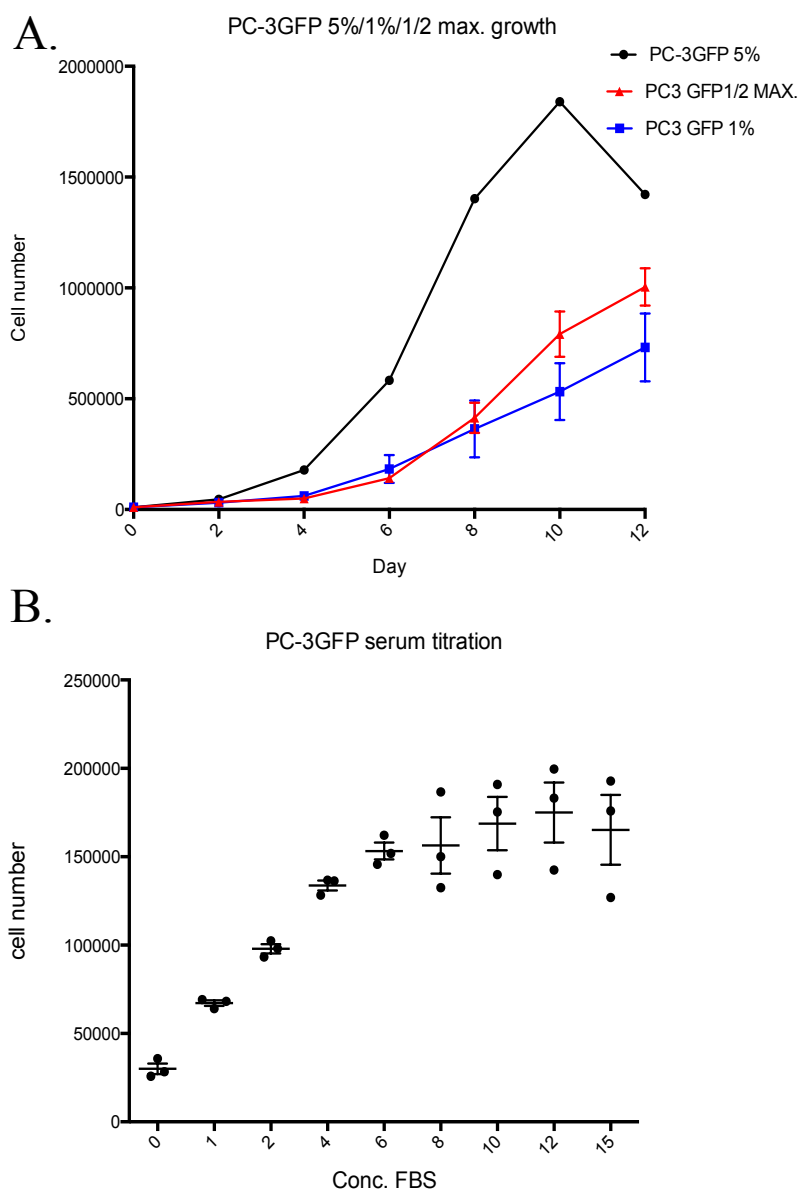 A.
PC-3GFP 5%/1%/1/2 max. growth
PC-3GFP 5%
PC3 GFP1/2 MAX.
PC3 GFP 1%
2000000
1500000
1000000
500000
0
Cell number
0 2 4 6 8 10 12
Day
B.
PC-3GFP serum titration
250000
200000
150000
100000
50000
0
cell number
0 1 2 4 6 8 10 12 15
Conc. FBS